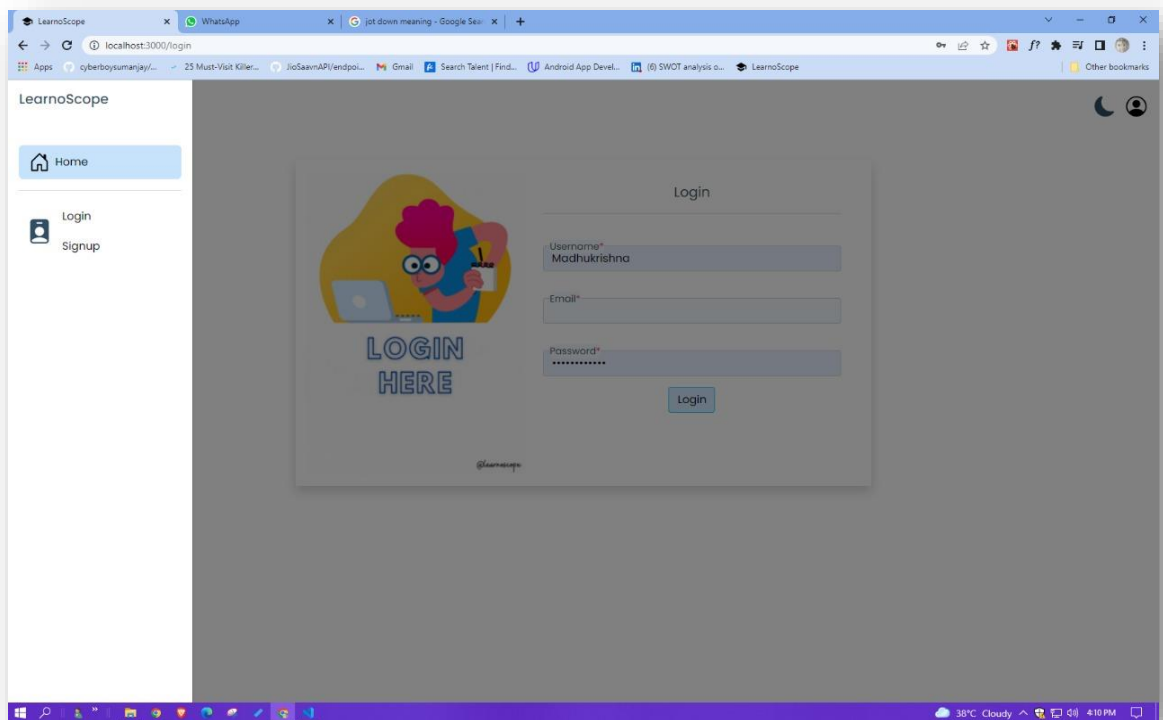 LearnoScope
WhatsApp
jot down meaning - Google Sear
localhost:3000/login
Apps
cyberboysumanjay/...
25 Must-Visit Killer...
JioSaavnAPI/endpoi...
Gmail
Search Talent | Find...
Android App Devel...
(6) SWOT analysis o...
LearnoScope
Other bookmarks
LearnoScope
Home
Login
Signup
LOGIN
HERE
@learnoscope
Login
Username*
Madhukrishna
Email*
Password*
Login
38°C Cloudy
4:10 PM